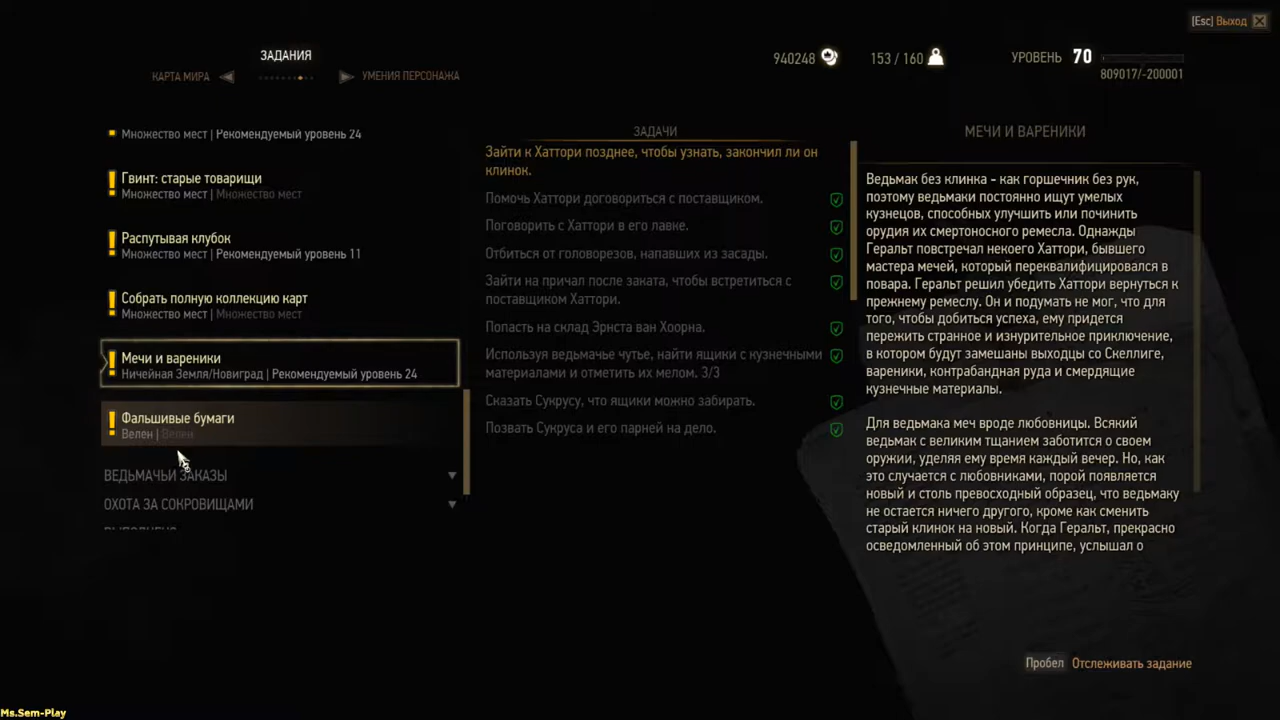 [Esc] Выход
ЗАДАНИЯ
КАРТА МИРА
УМЕНИЯ ПЕРСОНАЖА
940248
153 / 160
УРОВЕНЬ 70
809017/-200001
Множество мест | Рекомендуемый уровень 24
Гвинт: старые товарищи
Множество мест | Множество мест
Распутывая клубок
Множество мест | Рекомендуемый уровень 11
Собрать полную коллекцию карт
Множество мест | Множество мест
Мечи и вареники
Ничейная Земля/Новиград | Рекомендуемый уровень 24
Фальшивые бумаги
Велен | Велен
ВЕДЬМАЧЬИ ЗАКАЗЫ
ОХОТА ЗА СОКРОВИЩАМИ
ЗАДАЧИ
Зайти к Хаттори позднее, чтобы узнать, закончил ли он
клинок.
Помочь Хаттори договориться с поставщиком.
Поговорить с Хаттори в его лавке.
Отбиться от головорезов, напавших из засады.
Зайти на причал после заката, чтобы встретиться с
поставщиком Хаттори.
Попасть на склад Эрнста ван Хоорна.
Используя ведьмачье чутье, найти ящики с кузнечными
материалами и отметить их мелом. 3/3
Сказать Сукрусу, что ящики можно забирать.
Позвать Сукруса и его парней на дело.
МЕЧИ И ВАРЕНИКИ
Ведьмак без клинка - как горшечник без рук,
поэтому ведьмаки постоянно ищут умелых
кузнецов, способных улучшить или починить
орудия их смертоносного ремесла. Однажды
Геральт повстречал некоего Хаттори, бывшего
мастера мечей, который переквалифицировался в
повара. Геральт решил убедить Хаттори вернуться к
прежнему ремеслу. Он и подумать не мог, что для
того, чтобы добиться успеха, ему придется
пережить странное и изнурительное приключение,
в котором будут замешаны выходцы со Скеллиге,
вареники, контрабандная руда и смердящие
кузнечные материалы.
Для ведьмака меч вроде любовницы. Всякий
ведьмак с великим тщанием заботится о своем
оружии, уделяя ему время каждый вечер. Но, как
это случается с любовниками, порой появляется
новый и столь превосходный образец, что ведьмаку
не остается ничего другого, кроме как сменить
старый клинок на новый. Когда Геральт, прекрасно
осведомленный об этом принципе, услышал о
Пробел Отслеживать задание
Ms.Sem-Play